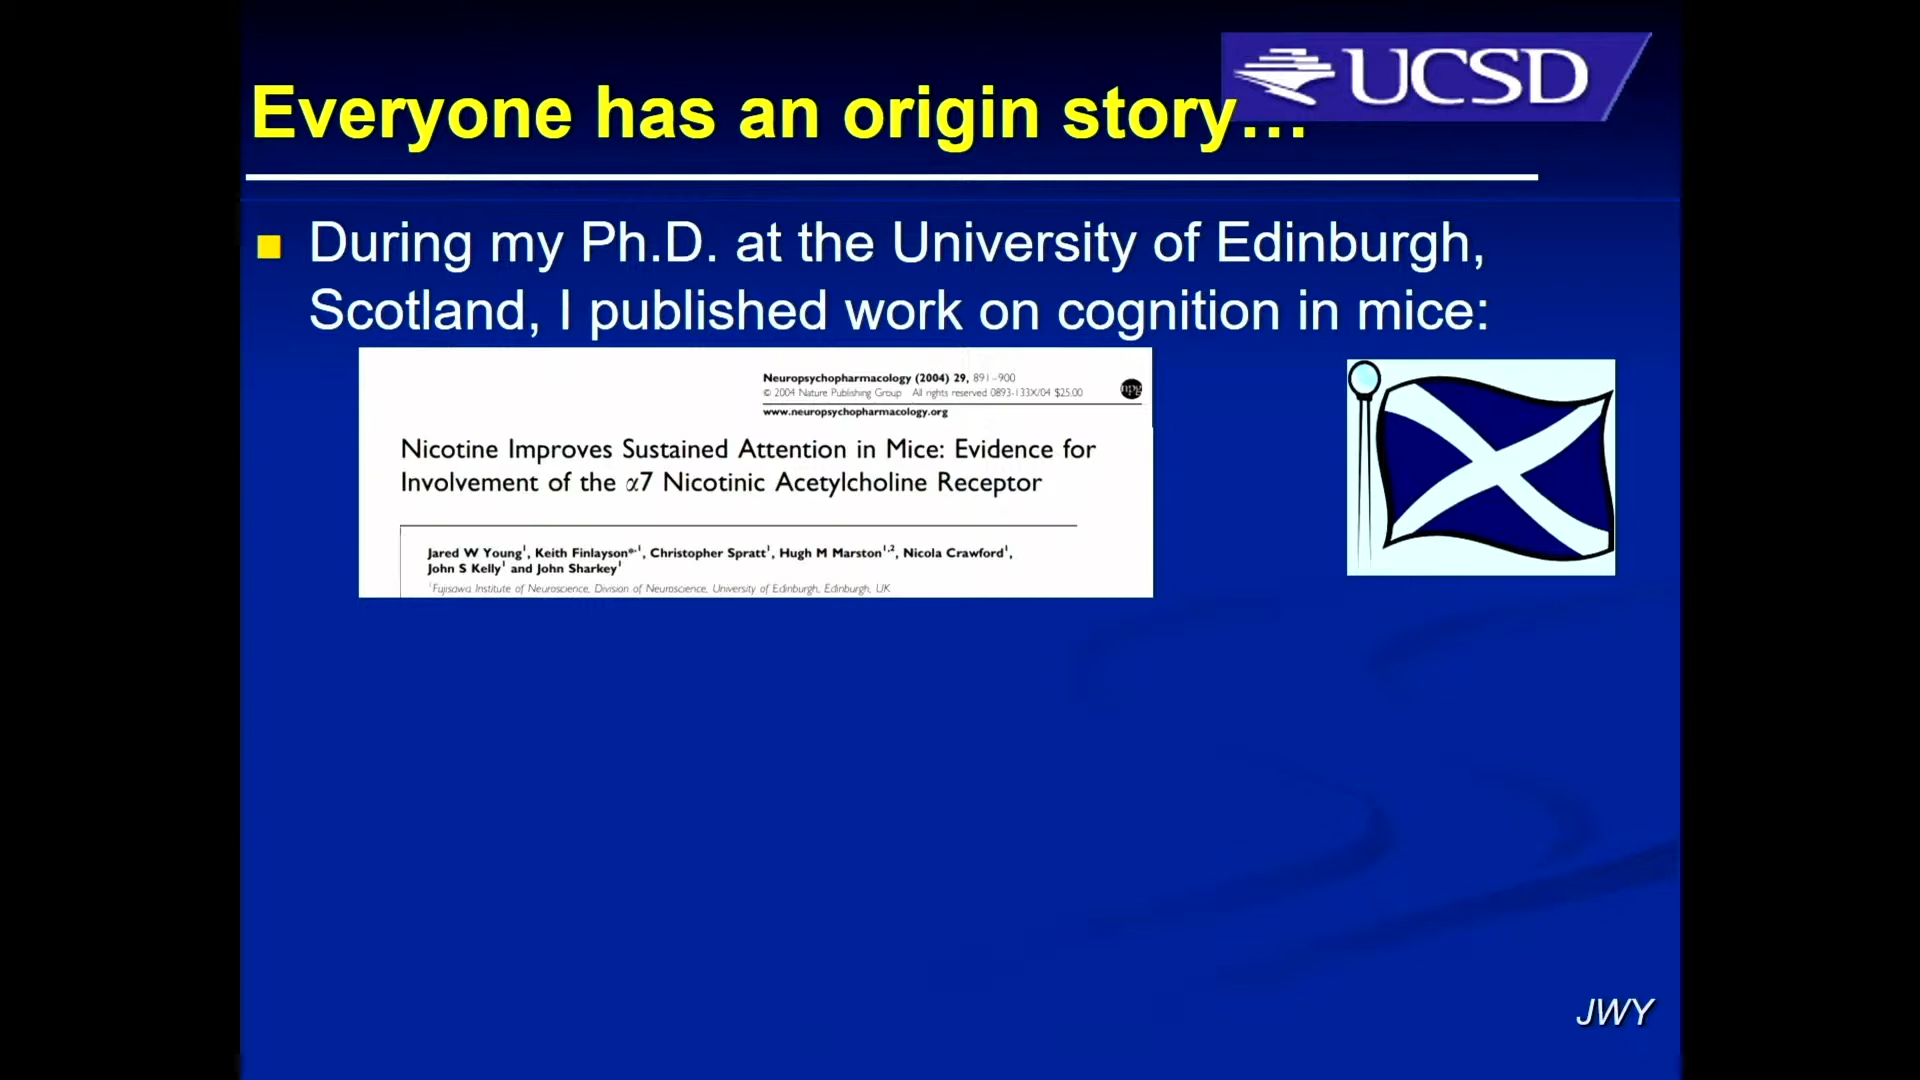 UCSD
Everyone has an origin story…
During my Ph.D. at the University of Edinburgh,
Scotland, I published work on cognition in mice:
Neuropsychopharmacology (2004) 29, 891–900
© 2004 Nature Publishing Group All rights reserved 0893-133X/04 $25.00
npg
www.neuropsychopharmacology.org
Nicotine Improves Sustained Attention in Mice: Evidence for
Involvement of the α7 Nicotinic Acetylcholine Receptor
Jared W Young¹, Keith Finlayson*,¹, Christopher Spratt¹, Hugh M Marston¹,², Nicola Crawford¹,
John S Kelly¹ and John Sharkey¹
¹Fujisawa Institute of Neuroscience, Division of Neuroscience, University of Edinburgh, Edinburgh, UK
JWY